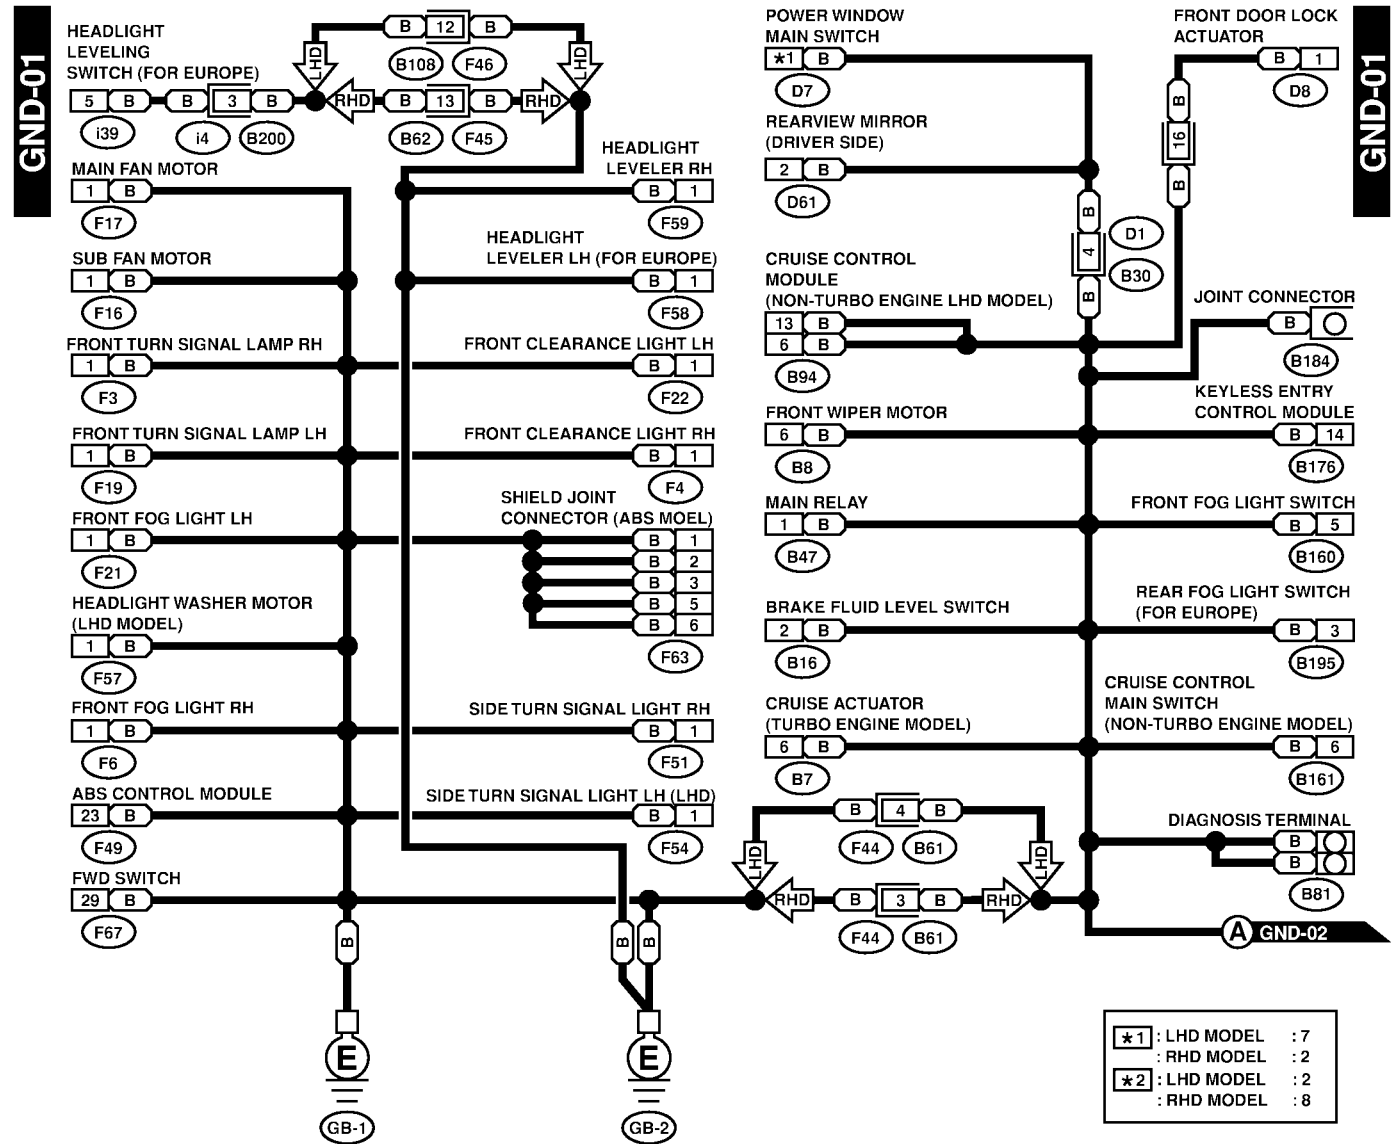 GND-01
HEADLIGHT
LEVELING
SWITCH (FOR EUROPE)
5 B B 3 B
i39 i4 B200
LHD B 12 B LHD
B108 F46
RHD B 13 B RHD
B62 F45
MAIN FAN MOTOR
1 B
F17
SUB FAN MOTOR
1 B
F16
FRONT TURN SIGNAL LAMP RH
1 B
F3
FRONT TURN SIGNAL LAMP LH
1 B
F19
FRONT FOG LIGHT LH
1 B
F21
HEADLIGHT WASHER MOTOR
(LHD MODEL)
1 B
F57
FRONT FOG LIGHT RH
1 B
F6
ABS CONTROL MODULE
23 B
F49
FWD SWITCH
29 B
F67
HEADLIGHT
LEVELER RH
B 1
F59
HEADLIGHT
LEVELER LH (FOR EUROPE)
B 1
F58
FRONT CLEARANCE LIGHT LH
B 1
F22
FRONT CLEARANCE LIGHT RH
B 1
F4
SHIELD JOINT
CONNECTOR (ABS MOEL)
B 1
B 2
B 3
B 5
B 6
F63
SIDE TURN SIGNAL LIGHT RH
B 1
F51
SIDE TURN SIGNAL LIGHT LH (LHD)
B 1
F54
B
E
GB-1
B B
E
GB-2
POWER WINDOW
MAIN SWITCH
*1 B
D7
REARVIEW MIRROR
(DRIVER SIDE)
2 B
D61
B
4
B
D1
B30
CRUISE CONTROL
MODULE
(NON-TURBO ENGINE LHD MODEL)
13 B
6 B
B94
FRONT WIPER MOTOR
6 B
B8
MAIN RELAY
1 B
B47
BRAKE FLUID LEVEL SWITCH
2 B
B16
CRUISE ACTUATOR
(TURBO ENGINE MODEL)
6 B
B7
LHD B 4 B LHD
F44 B61
RHD B 3 B RHD
F44 B61
FRONT DOOR LOCK
ACTUATOR
B 1
D8
B
16
B
GND-01
JOINT CONNECTOR
B
B184
KEYLESS ENTRY
CONTROL MODULE
B 14
B176
FRONT FOG LIGHT SWITCH
B 5
B160
REAR FOG LIGHT SWITCH
(FOR EUROPE)
B 3
B195
CRUISE CONTROL
MAIN SWITCH
(NON-TURBO ENGINE MODEL)
B 6
B161
DIAGNOSIS TERMINAL
B
B
B81
A GND-02
*1 : LHD MODEL : 7
: RHD MODEL : 2
*2 : LHD MODEL : 2
: RHD MODEL : 8